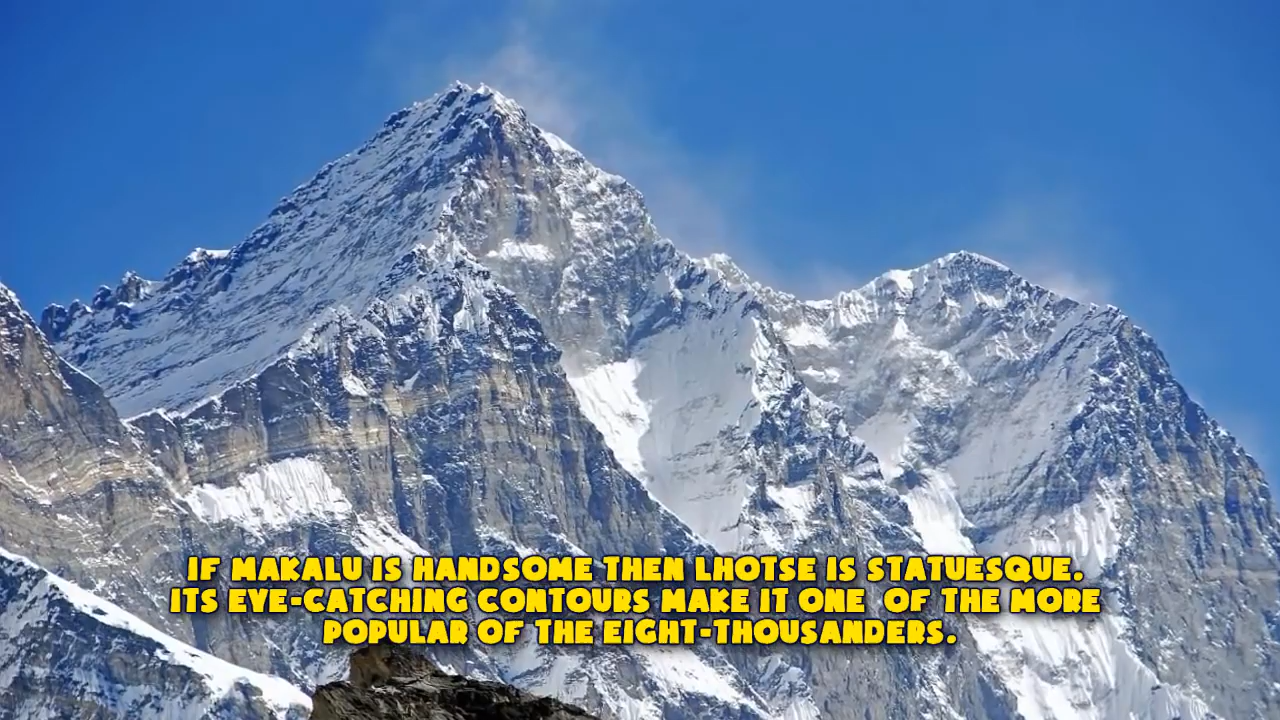 IF MAKALU IS HANDSOME THEN LHOTSE IS STATUESQUE.
ITS EYE-CATCHING CONTOURS MAKE IT ONE OF THE MORE
POPULAR OF THE EIGHT-THOUSANDERS.